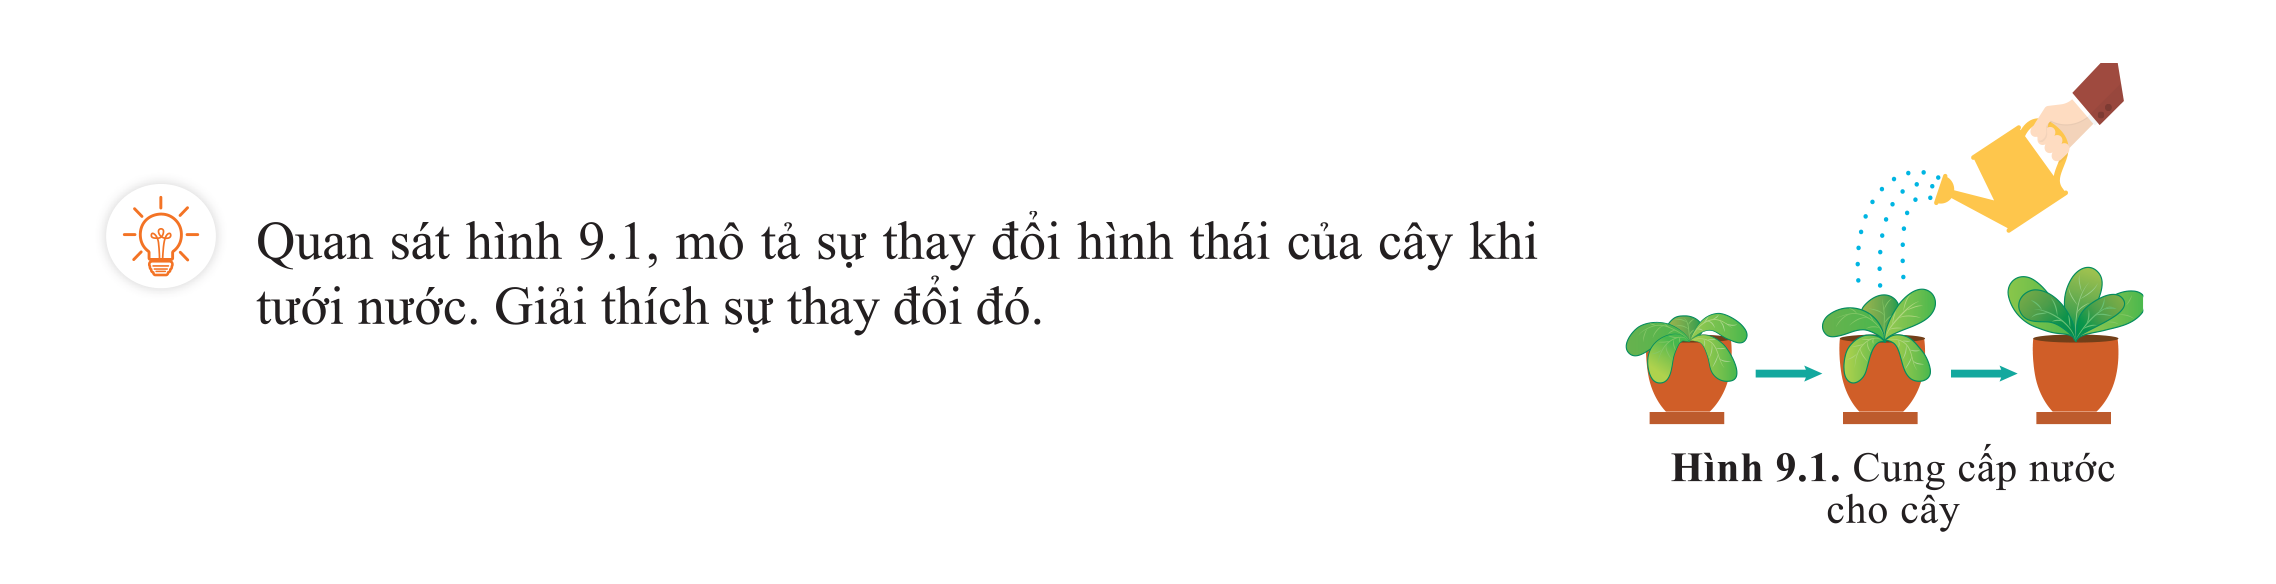 Quan sát hình 9.1, mô tả sự thay đổi hình thái của cây khi
tưới nước. Giải thích sự thay đổi đó.
Hình 9.1. Cung cấp nước
cho cây